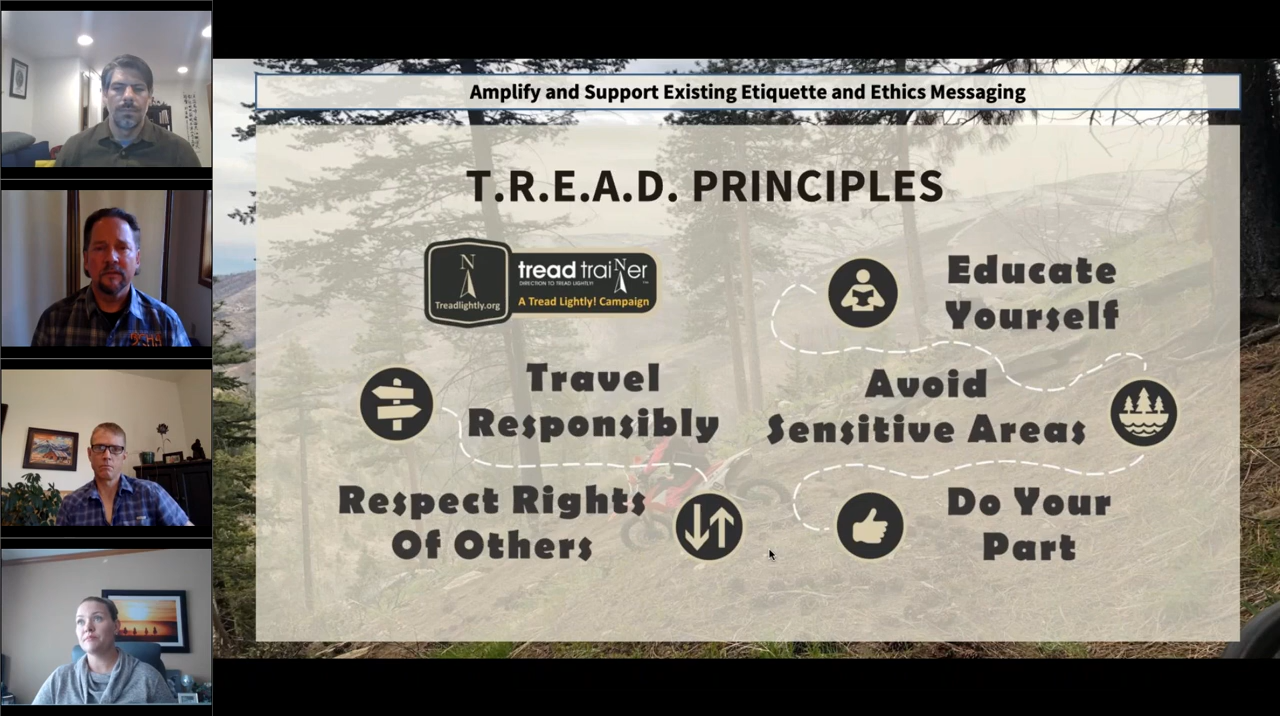 Amplify and Support Existing Etiquette and Ethics Messaging
T.R.E.A.D. PRINCIPLES
N
Treadlightly.org
tread traiNer
DIRECTION TO TREAD LIGHTLY!
A Tread Lightly! Campaign
Travel
Responsibly
Respect Rights
Of Others
Educate
Yourself
Avoid
Sensitive Areas
Do Your
Part